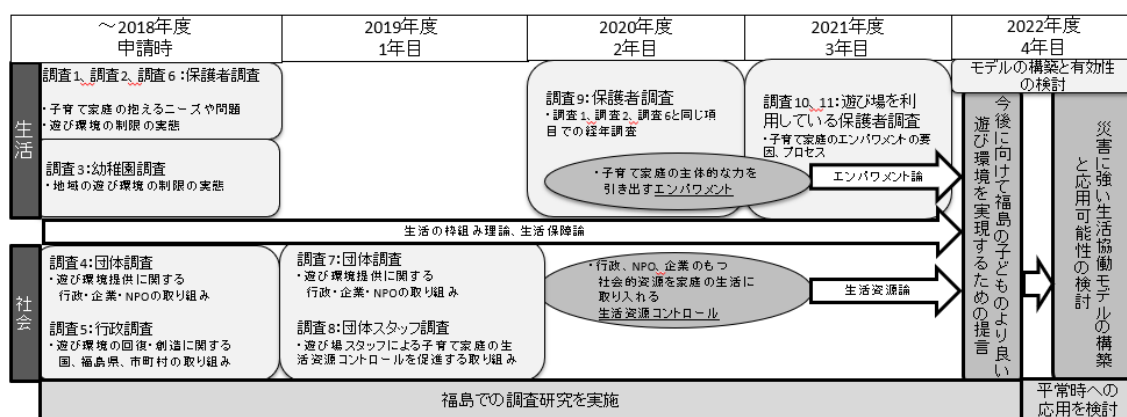 ～2018年度
申請時
2019年度
1年目
2020年度
2年目
2021年度
3年目
2022年度
4年目
生活
調査1、調査2、調査6：保護者調査
・子育て家庭の抱えるニーズや問題
・遊び環境の制限の実態
調査3：幼稚園調査
・地域の遊び環境の制限の実態
調査9：保護者調査
・調査1、調査2、調査6と同じ項
目での経年調査
・子育て家庭の主体的な力を
引き出すエンパワメント
調査10、11：遊び場を利
用している保護者調査
・子育て家庭のエンパワメントの要
因、プロセス
エンパワメント論
モデルの構築と有効性
の検討
生活の枠組み理論、生活保障論
社会
調査4：団体調査
・遊び環境提供に関する
行政・企業・NPOの取り組み
調査5：行政調査
・遊び環境の回復・創造に関する
国、福島県、市町村の取り組み
調査7：団体調査
・遊び環境提供に関する
行政・企業・NPOの取り組み
調査8：団体スタッフ調査
・遊び場スタッフによる子育て家庭の生
活資源コントロールを促進する取り組み
・行政、NPO、企業のもつ
社会的資源を家庭の生活に
取り入れる
生活資源コントロール
生活資源論
今後に向けて福島の子どものより良い
遊び環境を実現するための提言
災害に強い生活協働モデルの構築
と応用可能性の検討
福島での調査研究を実施
平常時への
応用を検討